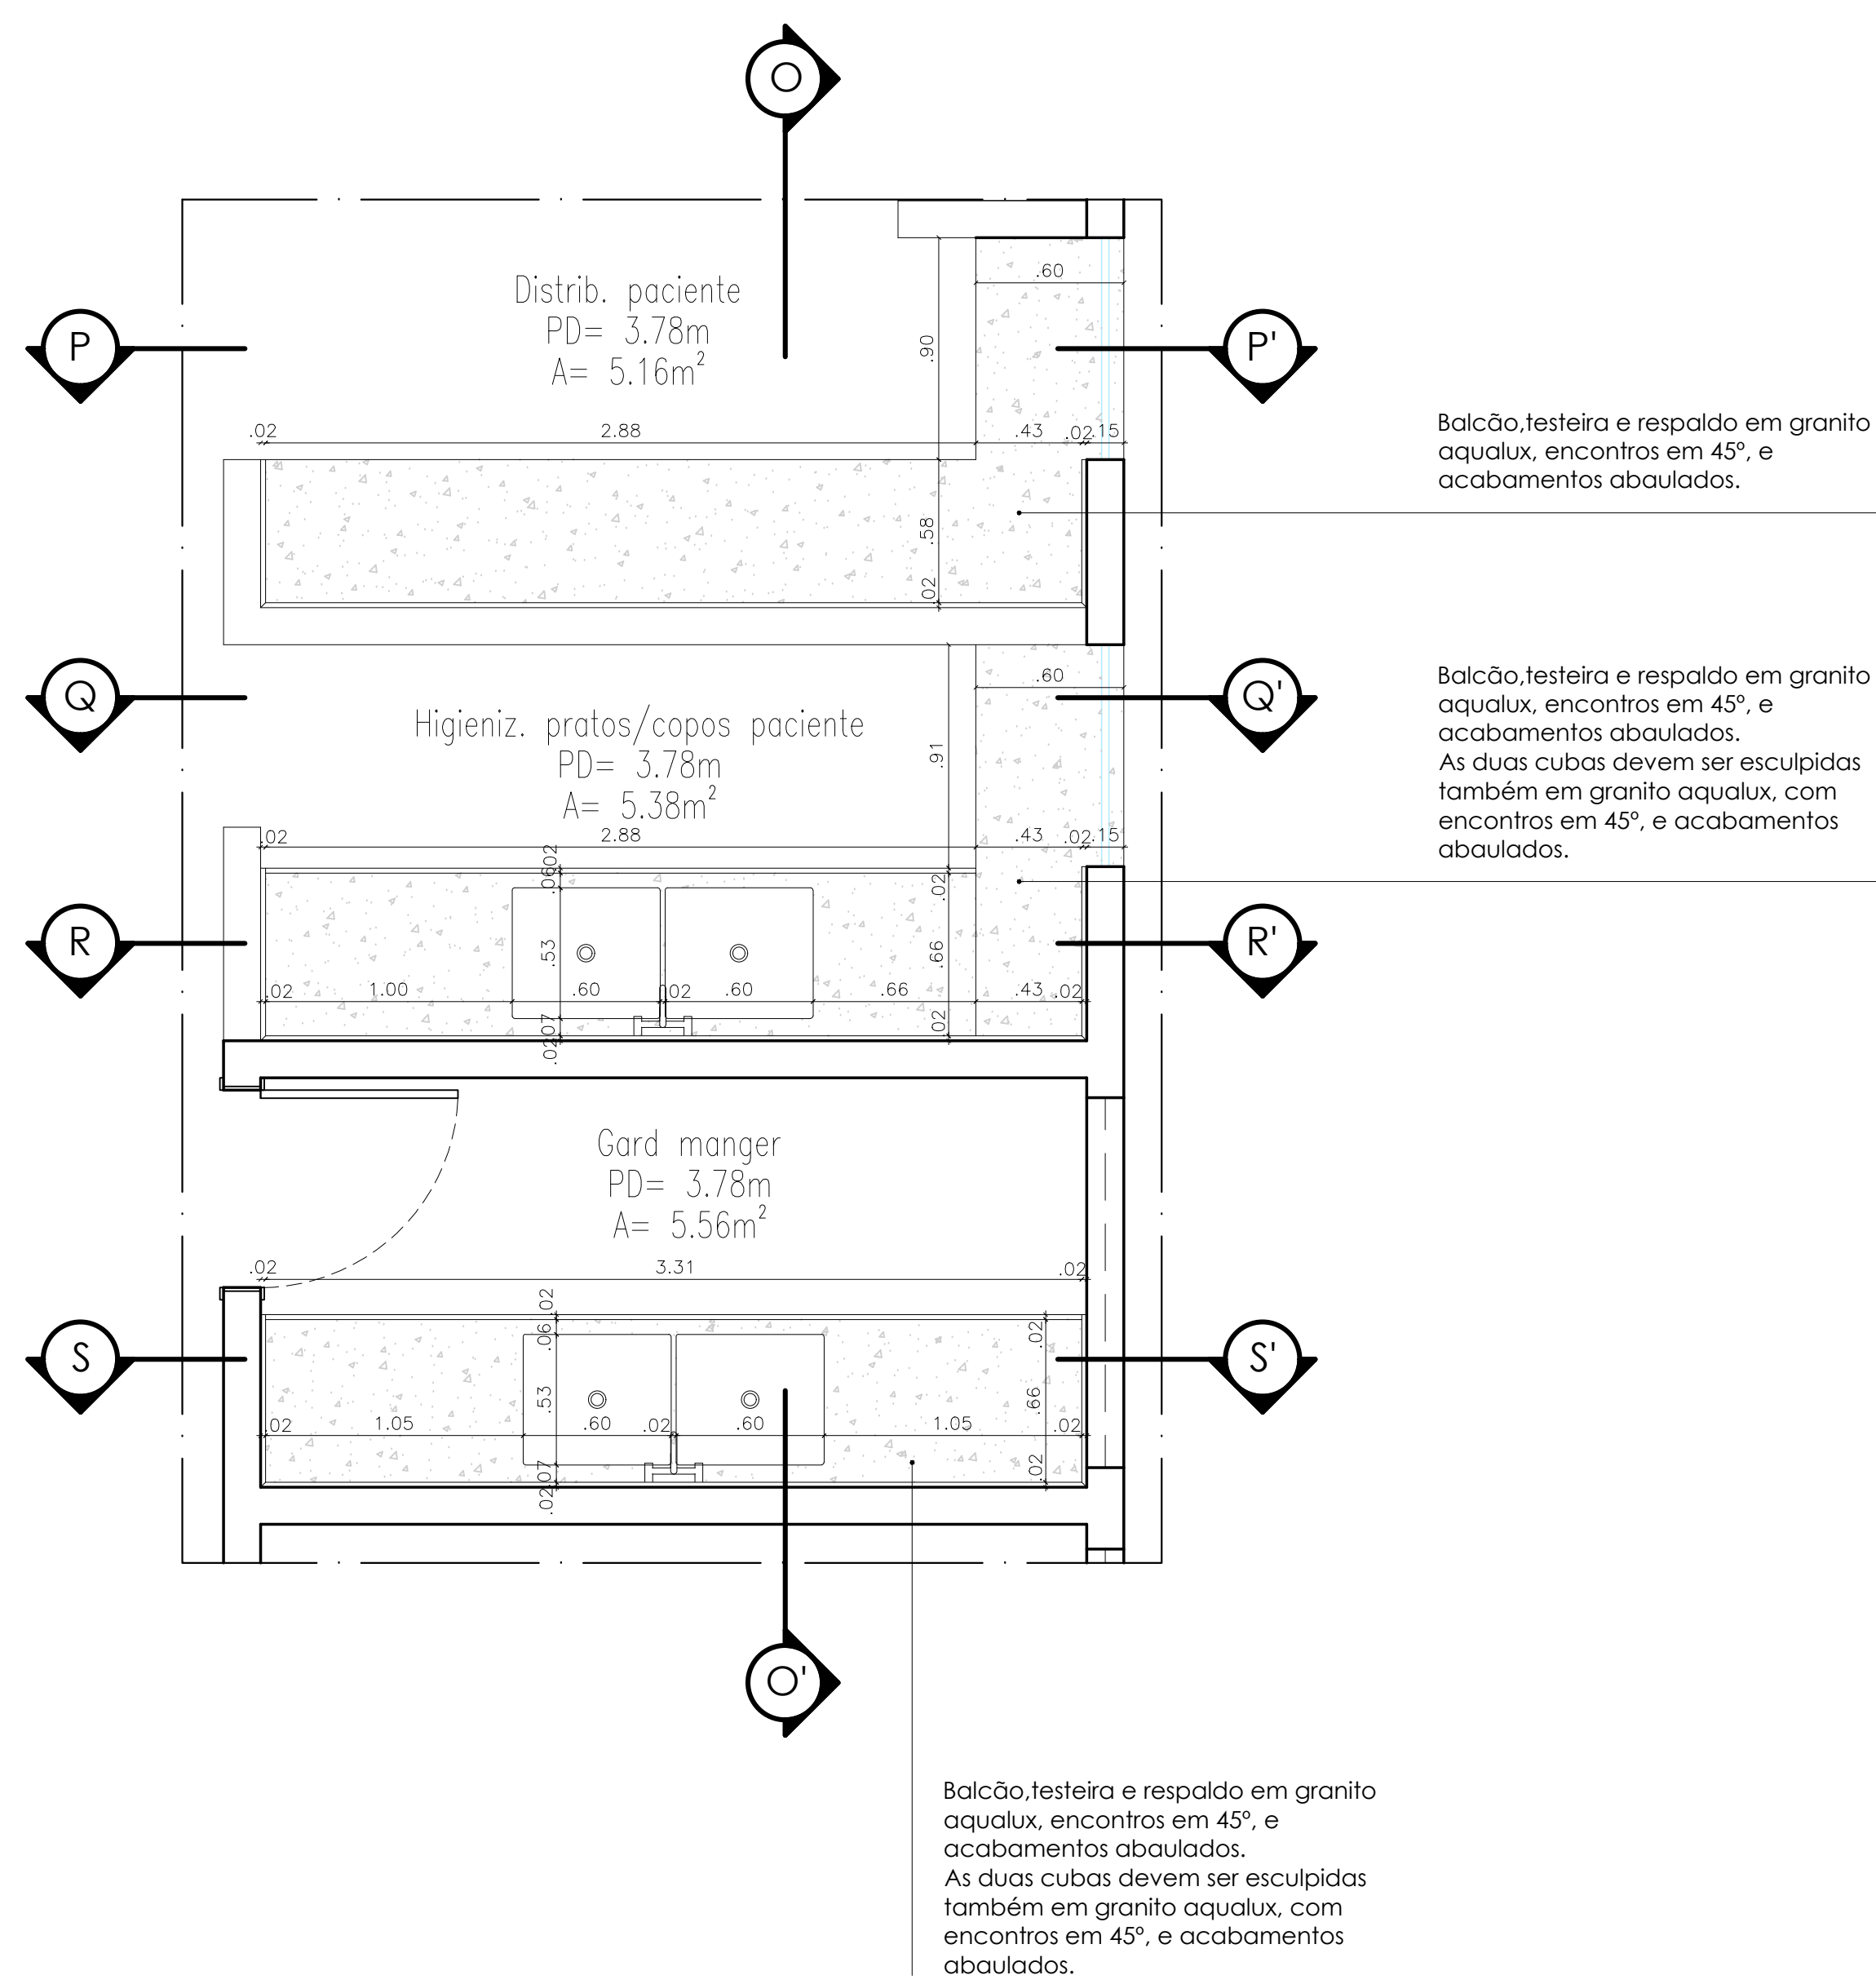 O
Distrib. paciente
PD= 3.78m
A= 5.16m²
.60
P
P'
.90
.02
2.88
.43
.02
.15
Balcão,testeira e respaldo em granito
aqualux, encontros em 45º, e
acabamentos abaulados.
.58
.02
Q
Q'
.60
Higieniz. pratos/copos paciente
PD= 3.78m
A= 5.38m²
.91
Balcão,testeira e respaldo em granito
aqualux, encontros em 45º, e
acabamentos abaulados.
As duas cubas devem ser esculpidas
também em granito aqualux, com
encontros em 45º, e acabamentos
abaulados.
.02
2.88
.43
.02
.15
.02
.06
.02
R
R'
.53
.66
.02
1.00
.60
.02
.60
.66
.43
.02
.07
.02
.02
Gard manger
PD= 3.78m
A= 5.56m²
.02
3.31
.02
.02
.06
.02
S
S'
.53
.66
.02
1.05
.60
.02
.60
1.05
.02
.07
.02
.02
O'
Balcão,testeira e respaldo em granito
aqualux, encontros em 45º, e
acabamentos abaulados.
As duas cubas devem ser esculpidas
também em granito aqualux, com
encontros em 45º, e acabamentos
abaulados.